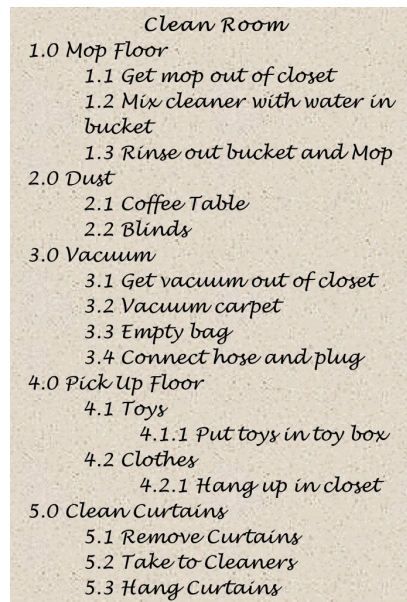 Clean Room
1.0 Mop Floor
1.1 Get mop out of closet
1.2 Mix cleaner with water in
bucket
1.3 Rinse out bucket and Mop
2.0 Dust
2.1 Coffee Table
2.2 Blinds
3.0 Vacuum
3.1 Get vacuum out of closet
3.2 Vacuum carpet
3.3 Empty bag
3.4 Connect hose and plug
4.0 Pick Up Floor
4.1 Toys
4.1.1 Put toys in toy box
4.2 Clothes
4.2.1 Hang up in closet
5.0 Clean Curtains
5.1 Remove Curtains
5.2 Take to Cleaners
5.3 Hang Curtains